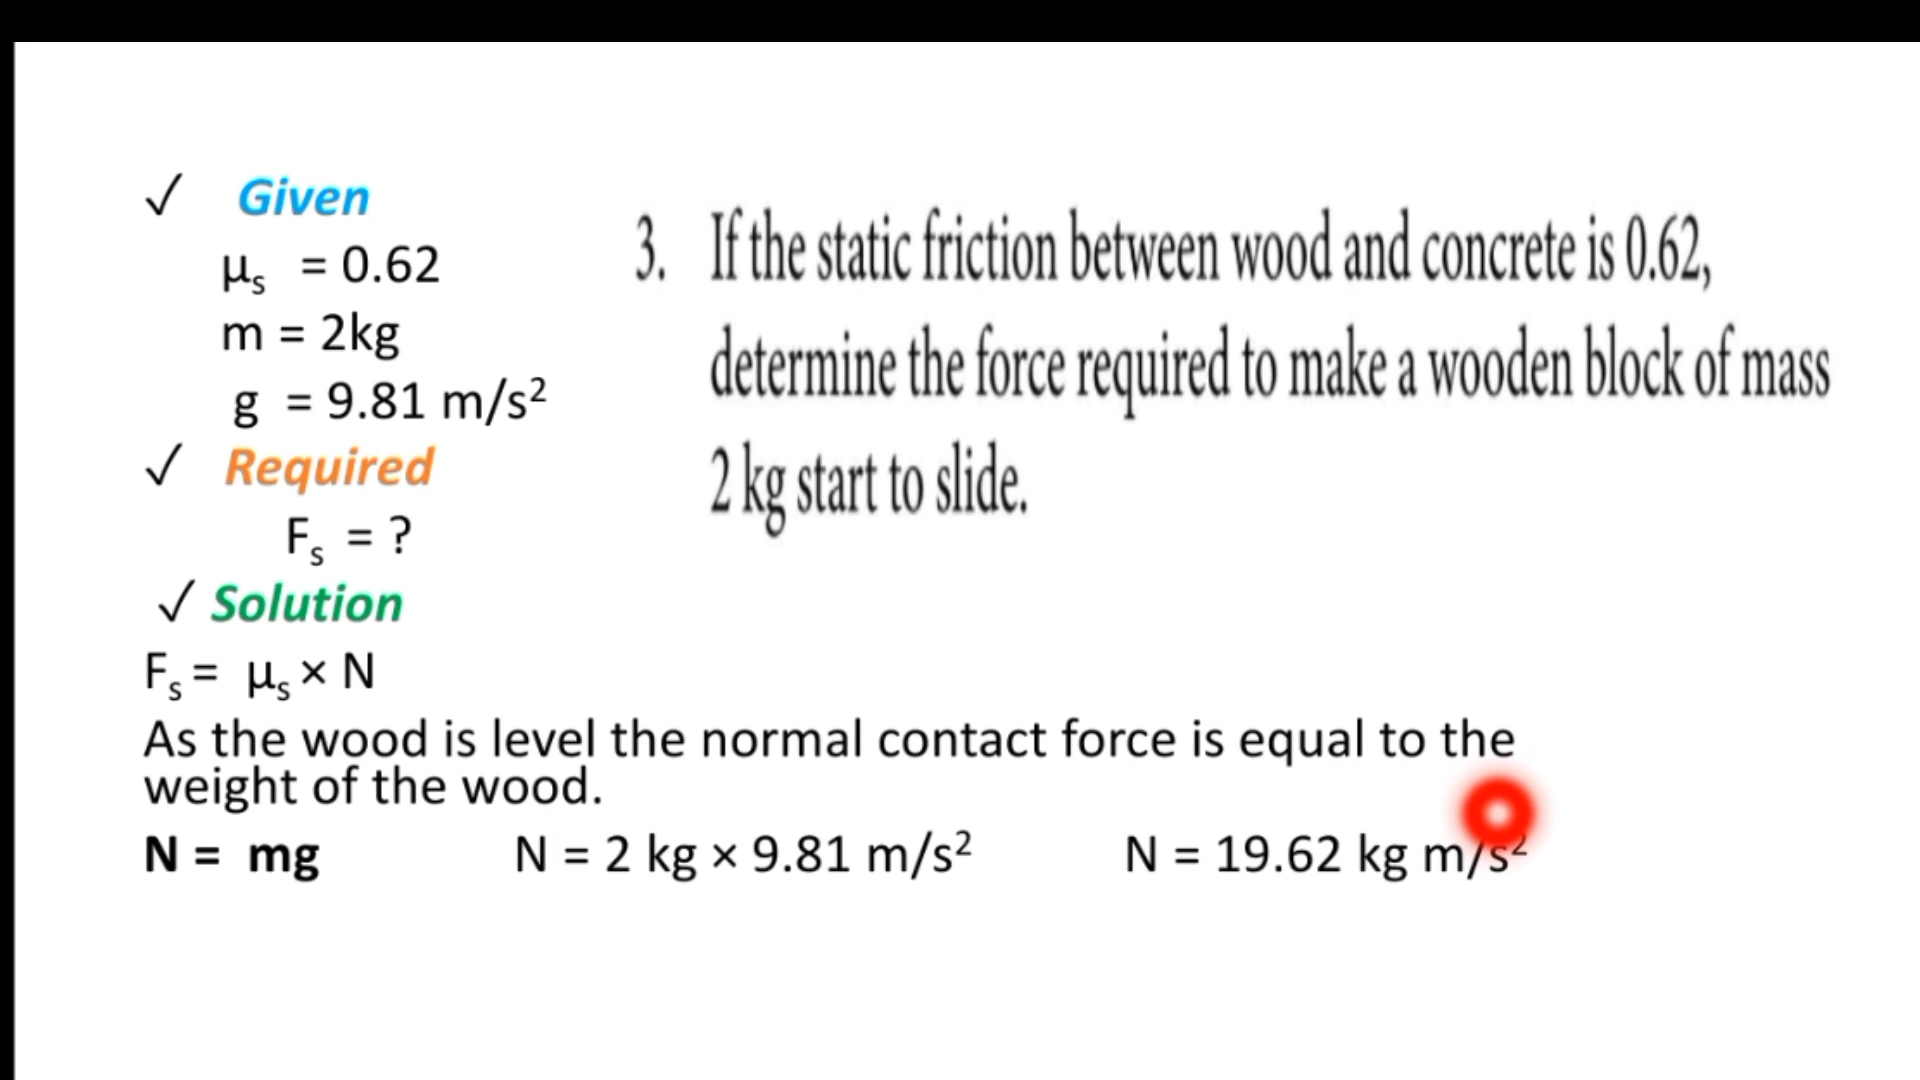 ✓ Given
μₛ = 0.62
m = 2kg
g = 9.81 m/s²
✓ Required
Fₛ = ?
✓ Solution
Fₛ = μₛ × N
As the wood is level the normal contact force is equal to the
weight of the wood.
N = mg N = 2 kg × 9.81 m/s² N = 19.62 kg m/s²
3. If the static friction between wood and concrete is 0.62,
determine the force required to make a wooden block of mass
2 kg start to slide.